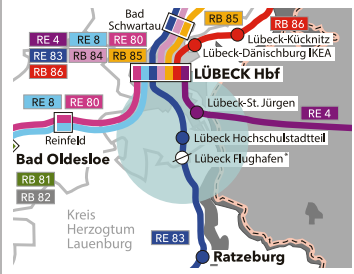 Bad
Schwartau
RB 85
RB 86
RE 4
RE 8
RE 80
RE 83
RB 84
RB 85
RB 86
Lübeck-Kücknitz
Lübeck-Dänischburg IKEA
LÜBECK Hbf
RE 8
RE 80
Lübeck-St. Jürgen
RE 4
Reinfeld
Lübeck Hochschulstadtteil
Bad Oldesloe
Lübeck Flughafen*
RB 81
RB 82
Kreis
Herzogtum
Lauenburg
RE 83
Ratzeburg